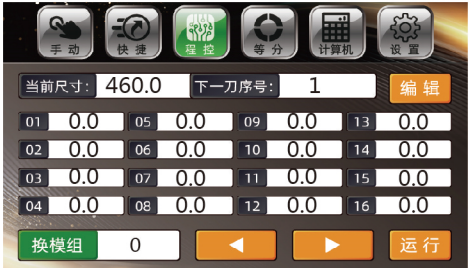 手动 快捷 程控 等分 计算机 设置
当前尺寸: 460.0 下一刀序号: 1 编辑
01 0.0 05 0.0 09 0.0 13 0.0
02 0.0 06 0.0 10 0.0 14 0.0
03 0.0 07 0.0 11 0.0 15 0.0
04 0.0 08 0.0 12 0.0 16 0.0
换模组 0 运行